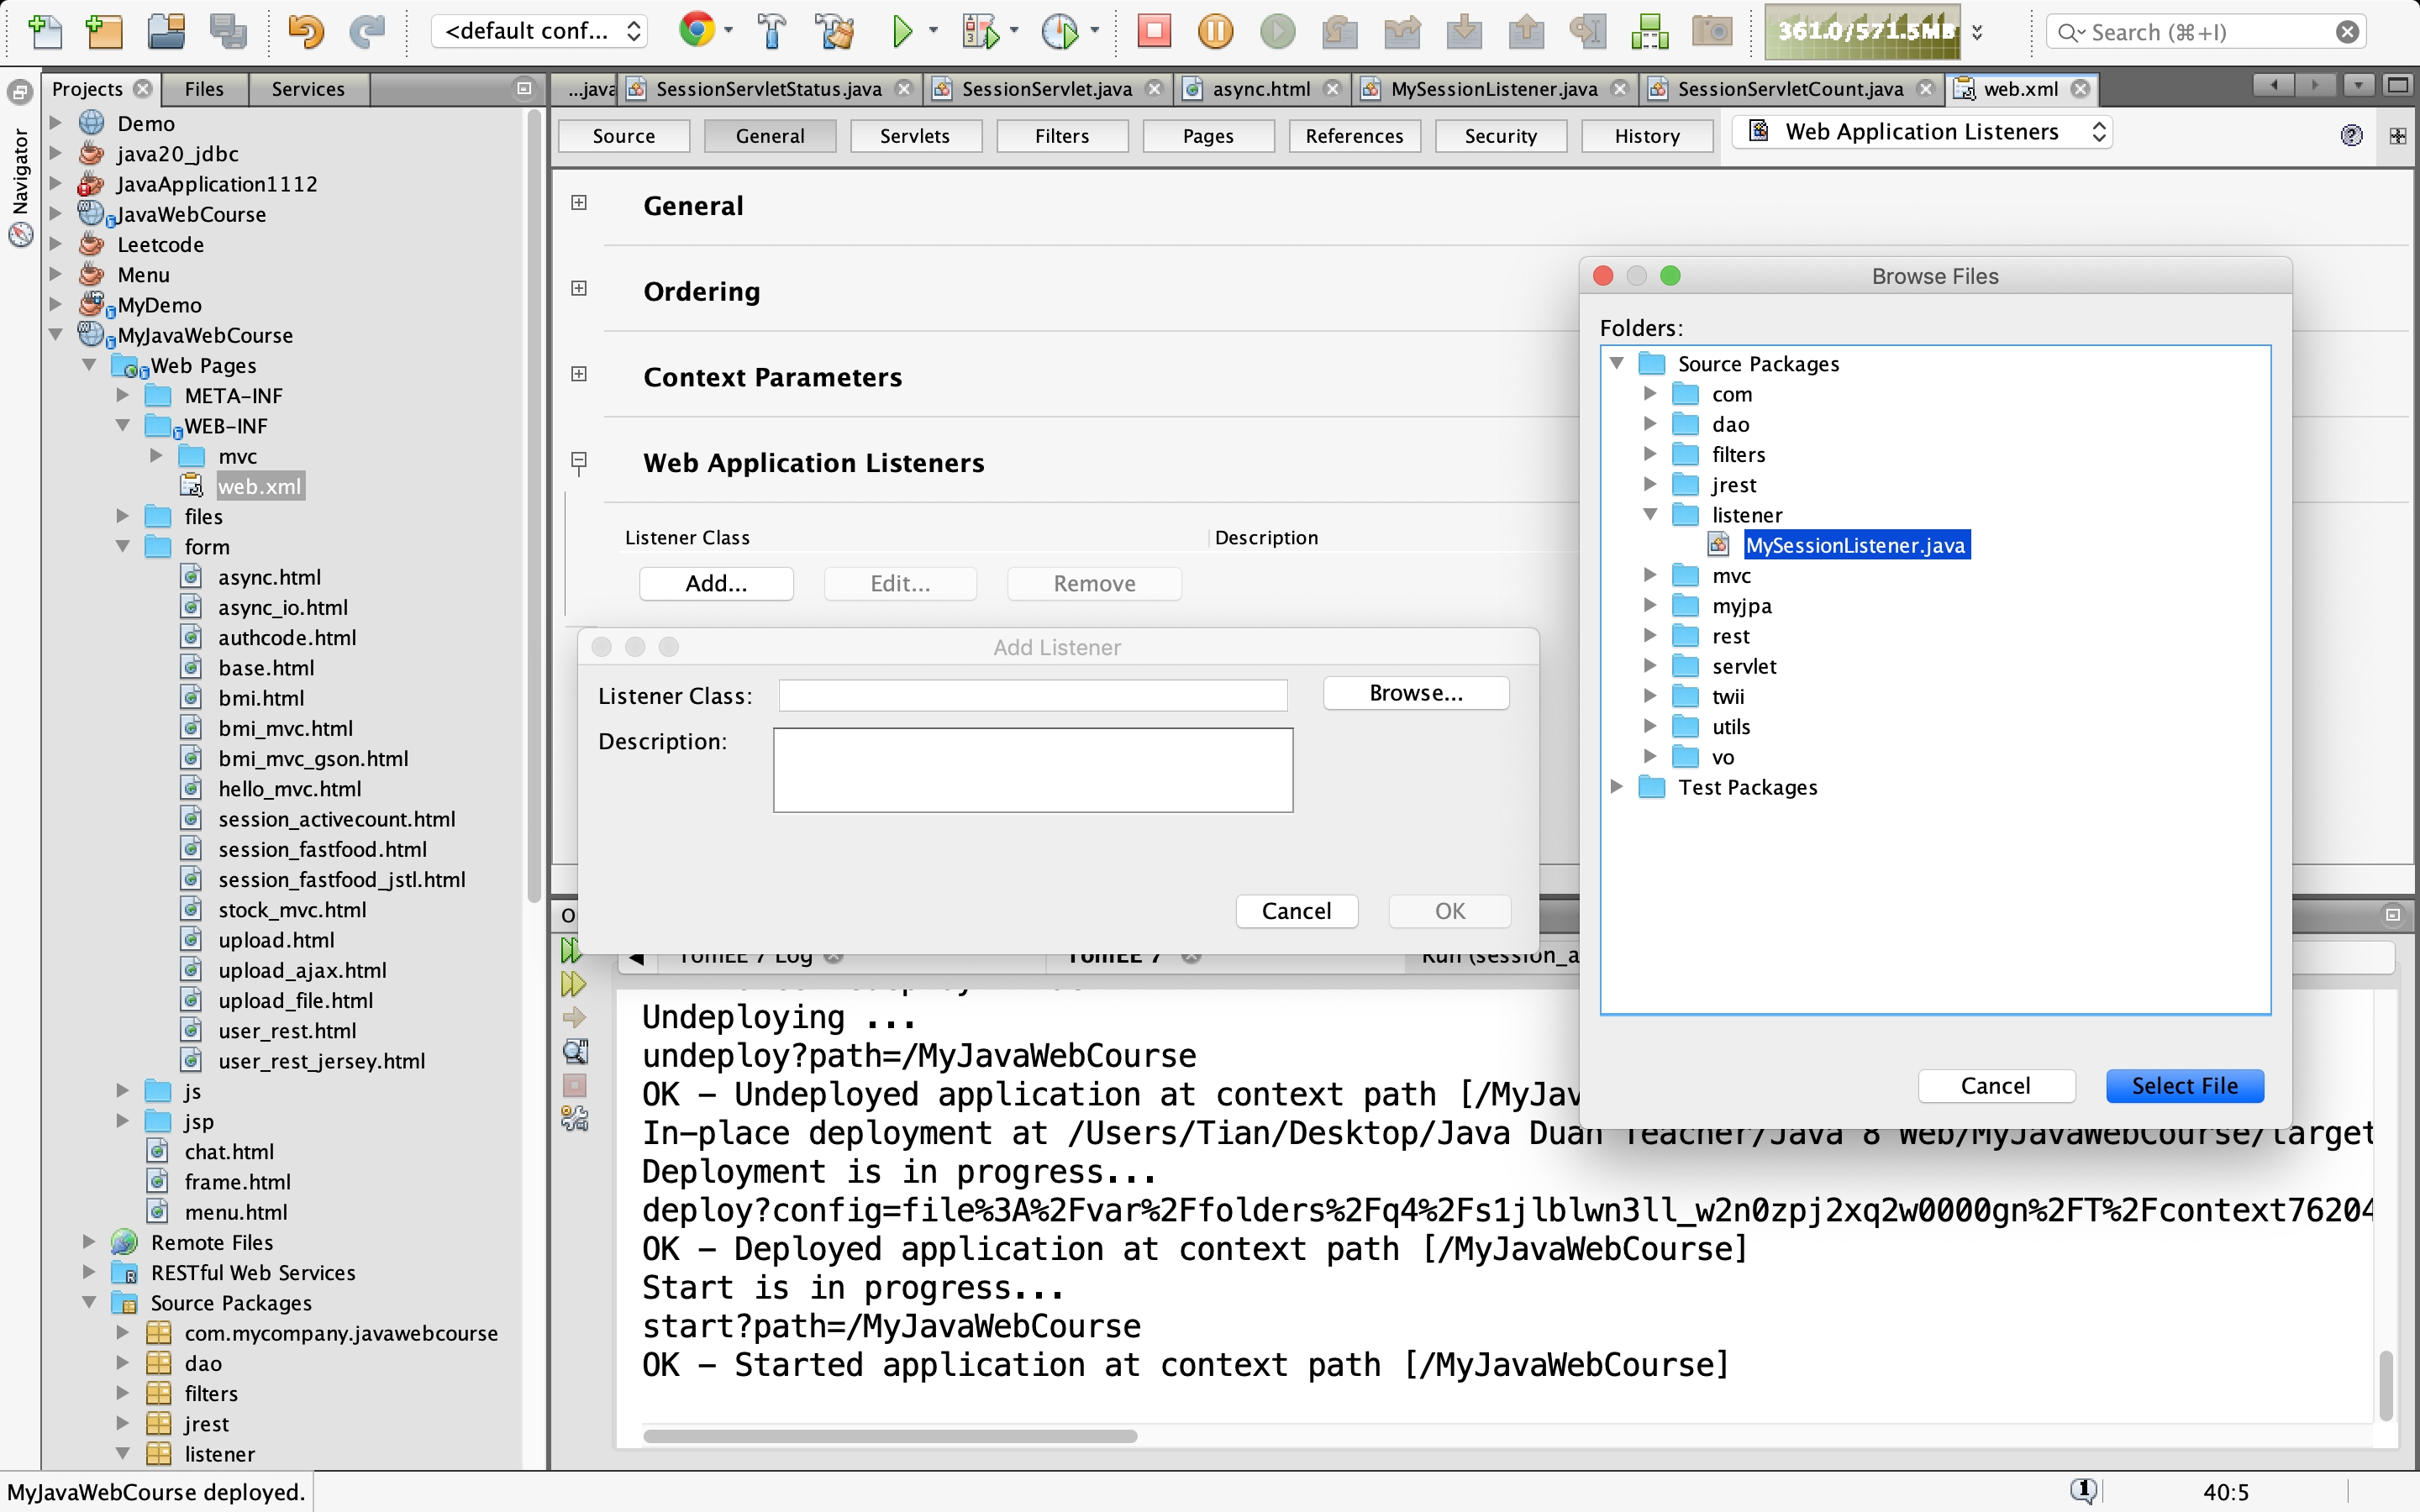 <default conf...
361.0/571.5MB
Search (⌘+I)
Projects
Files
Services
Navigator
Demo
java20_jdbc
JavaApplication1112
JavaWebCourse
Leetcode
Menu
MyDemo
MyJavaWebCourse
Web Pages
META-INF
WEB-INF
mvc
web.xml
files
form
async.html
async_io.html
authcode.html
base.html
bmi.html
bmi_mvc.html
bmi_mvc_gson.html
hello_mvc.html
session_activecount.html
session_fastfood.html
session_fastfood_jstl.html
stock_mvc.html
upload.html
upload_ajax.html
upload_file.html
user_rest.html
user_rest_jersey.html
js
jsp
chat.html
frame.html
menu.html
Remote Files
RESTful Web Services
Source Packages
com.mycompany.javawebcourse
dao
filters
jrest
listener
...java
SessionServletStatus.java
SessionServlet.java
async.html
MySessionListener.java
SessionServletCount.java
web.xml
Source
General
Servlets
Filters
Pages
References
Security
History
Web Application Listeners
General
Ordering
Context Parameters
Web Application Listeners
Listener Class
Description
Add...
Edit...
Remove
Add Listener
Listener Class:
Browse...
Description:
Cancel
OK
Browse Files
Folders:
Source Packages
com
dao
filters
jrest
listener
MySessionListener.java
mvc
myjpa
rest
servlet
twii
utils
vo
Test Packages
Cancel
Select File
TomEE 7 Log
TomEE 7
Run (session_a
Undeploying ...
undeploy?path=/MyJavaWebCourse
OK - Undeployed application at context path [/MyJav
In-place deployment at /Users/Tian/Desktop/Java Duan Teacher/Java 8 Web/MyJavaWebCourse/target
Deployment is in progress...
deploy?config=file%3A%2Fvar%2Ffolders%2Fq4%2Fs1jlblwn3ll_w2n0zpj2xq2w0000gn%2FT%2Fcontext76204
OK - Deployed application at context path [/MyJavaWebCourse]
Start is in progress...
start?path=/MyJavaWebCourse
OK - Started application at context path [/MyJavaWebCourse]
MyJavaWebCourse deployed.
1
40:5